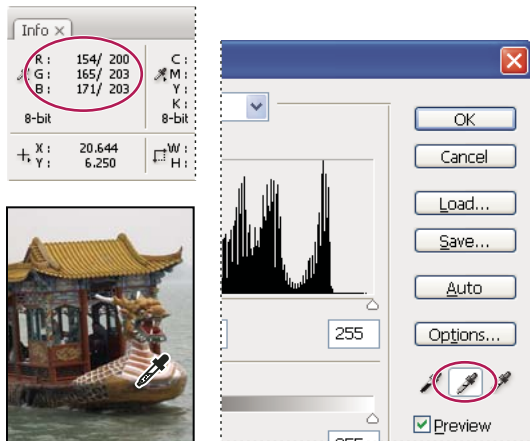 Info ×
R : 154/ 200 C :
G : 165/ 203 M :
B : 171/ 203 Y :
K :
8-bit 8-bit
X : 20.644 W :
Y : 6.250 H :
OK
Cancel
Load...
Save...
Auto
255 Options...
Preview